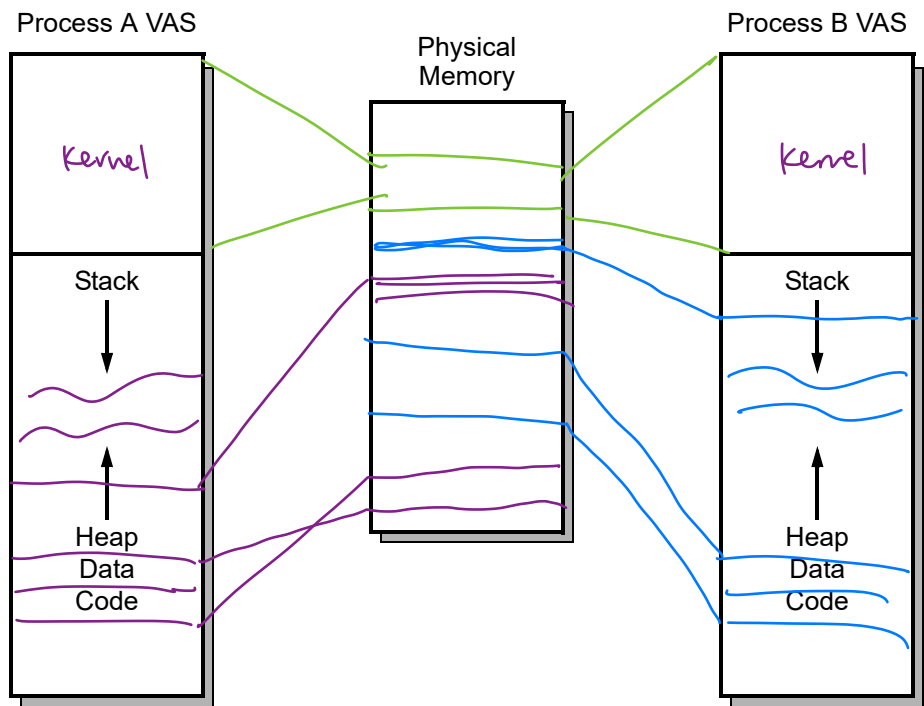 Process A VAS
Physical
Memory
Process B VAS
Kernel
Kernel
Stack
Stack
Heap
Data
Code
Heap
Data
Code